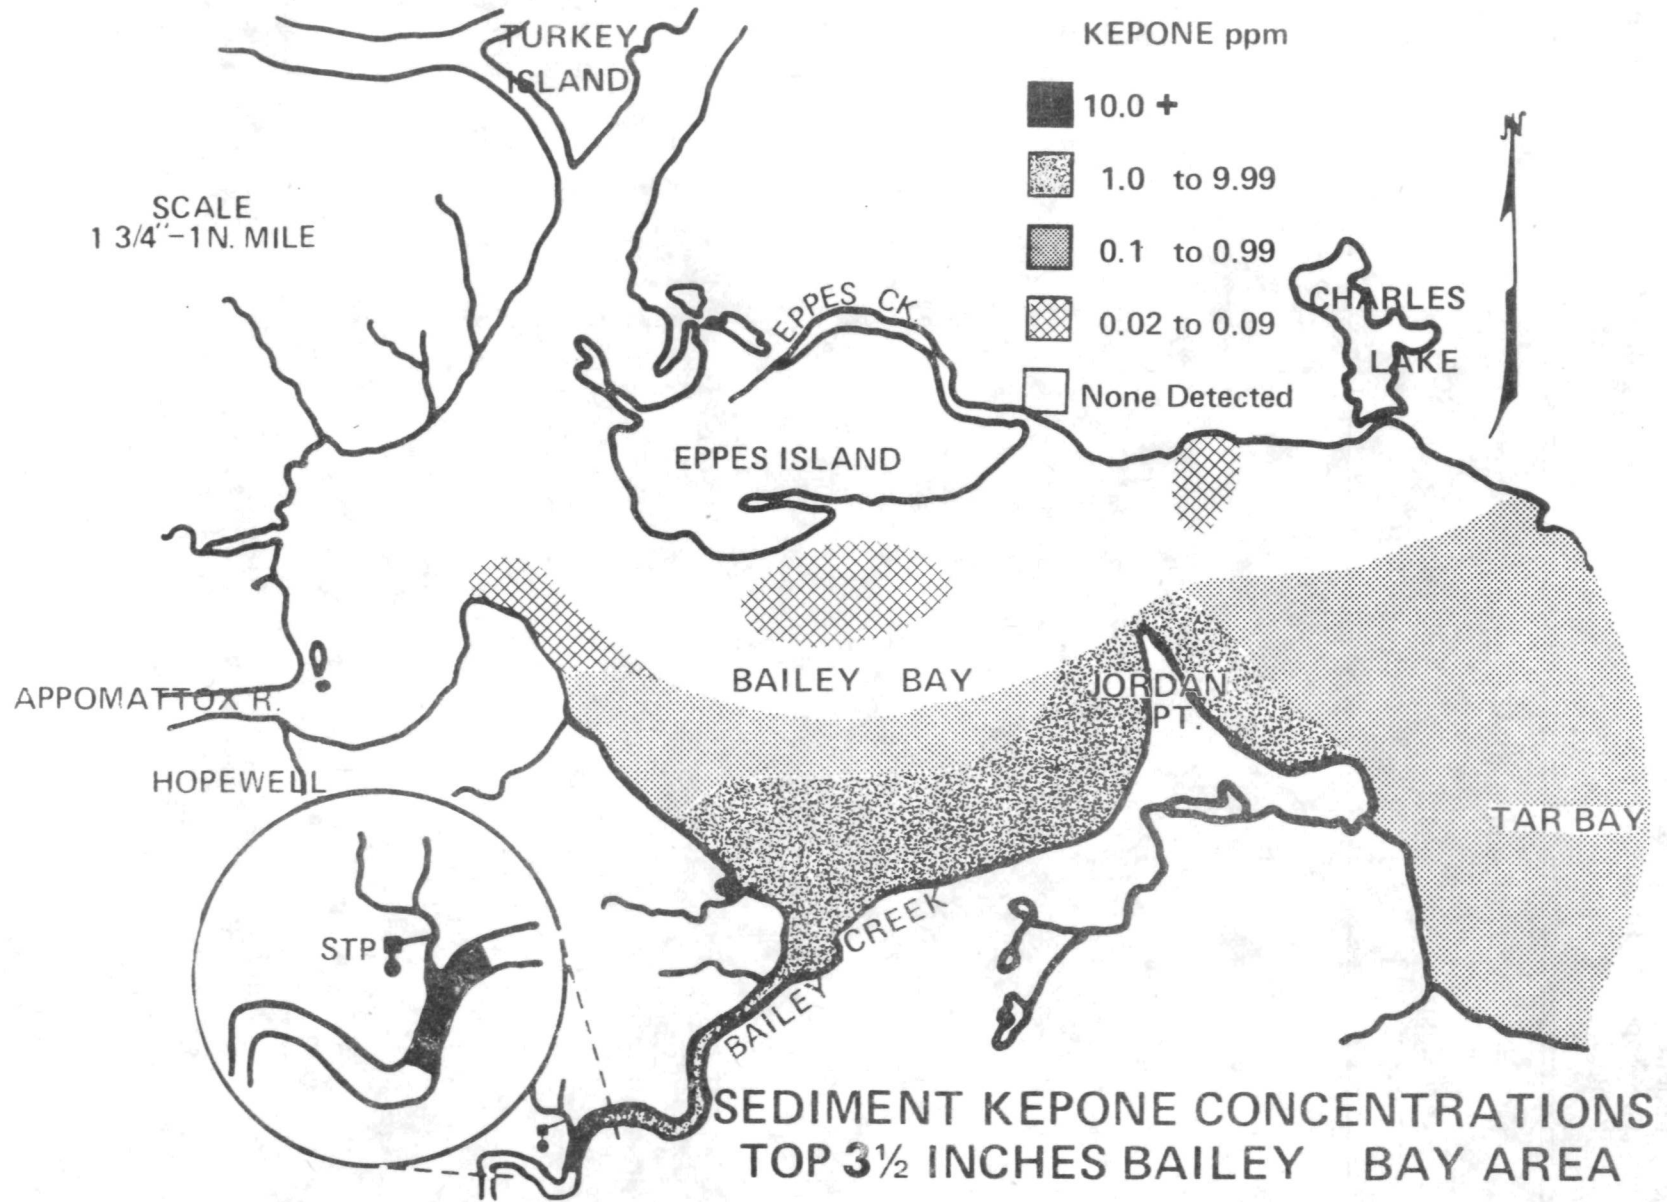 TURKEY
ISLAND
KEPONE ppm
10.0 +
1.0 to 9.99
0.1 to 0.99
0.02 to 0.09
None Detected
N
SCALE
1 3/4"-1N. MILE
EPPES CK.
CHARLES
LAKE
EPPES ISLAND
BAILEY BAY
JORDAN
PT.
APPOMATTOX R.
HOPEWELL
TAR BAY
STP
BAILEY CREEK
SEDIMENT KEPONE CONCENTRATIONS
TOP 3½ INCHES BAILEY BAY AREA